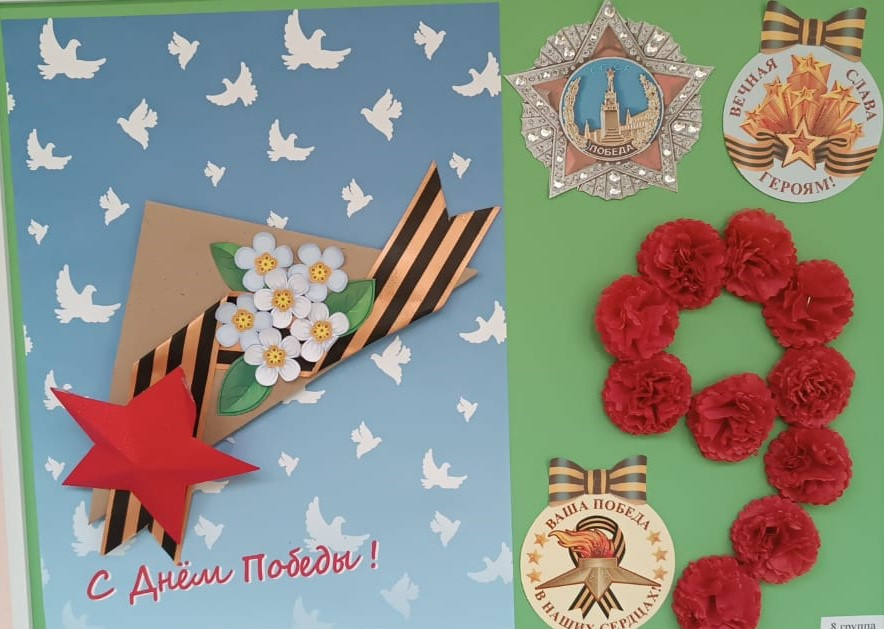 С Днём Победы !
ПОБЕДА
ВЕЧНАЯ СЛАВА
ГЕРОЯМ!
ВАША ПОБЕДА
В НАШИХ СЕРДЦАХ!
8 группа